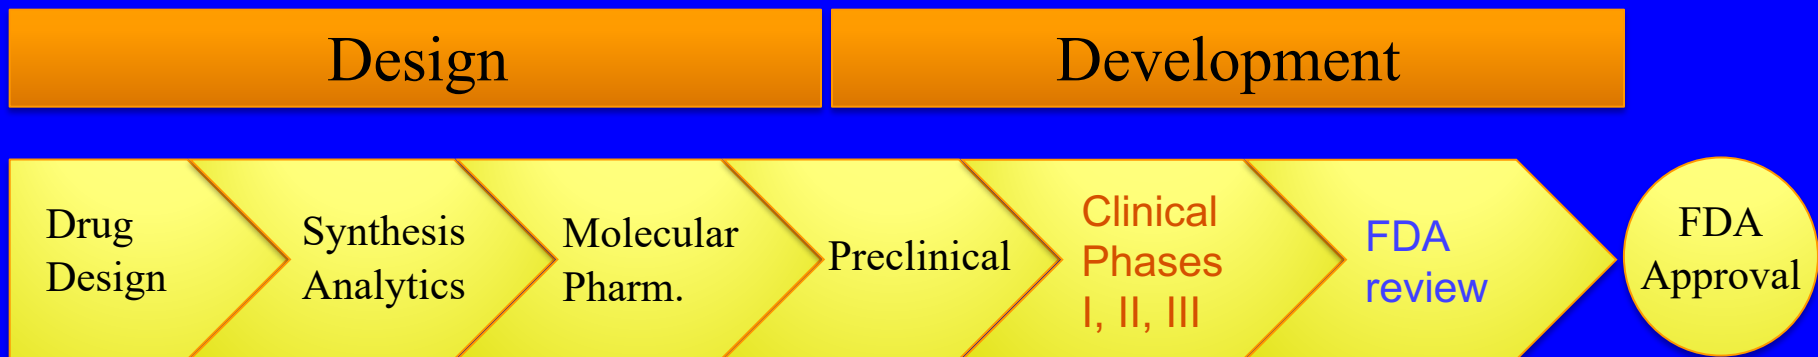 Design
Development
Drug
Design
Synthesis
Analytics
Molecular
Pharm.
Preclinical
Clinical
Phases
I, II, III
FDA
review
FDA
Approval